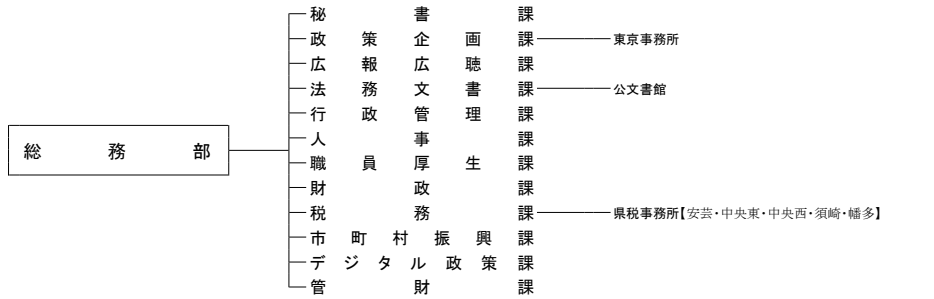 秘書課
政策企画課 東京事務所
広報広聴課
法務文書課 公文書館
行政管理課
人事課
総務部
職員厚生課
財政課
税務課 県税事務所【安芸・中央東・中央西・須崎・幡多】
市町村振興課
デジタル政策課
管財課